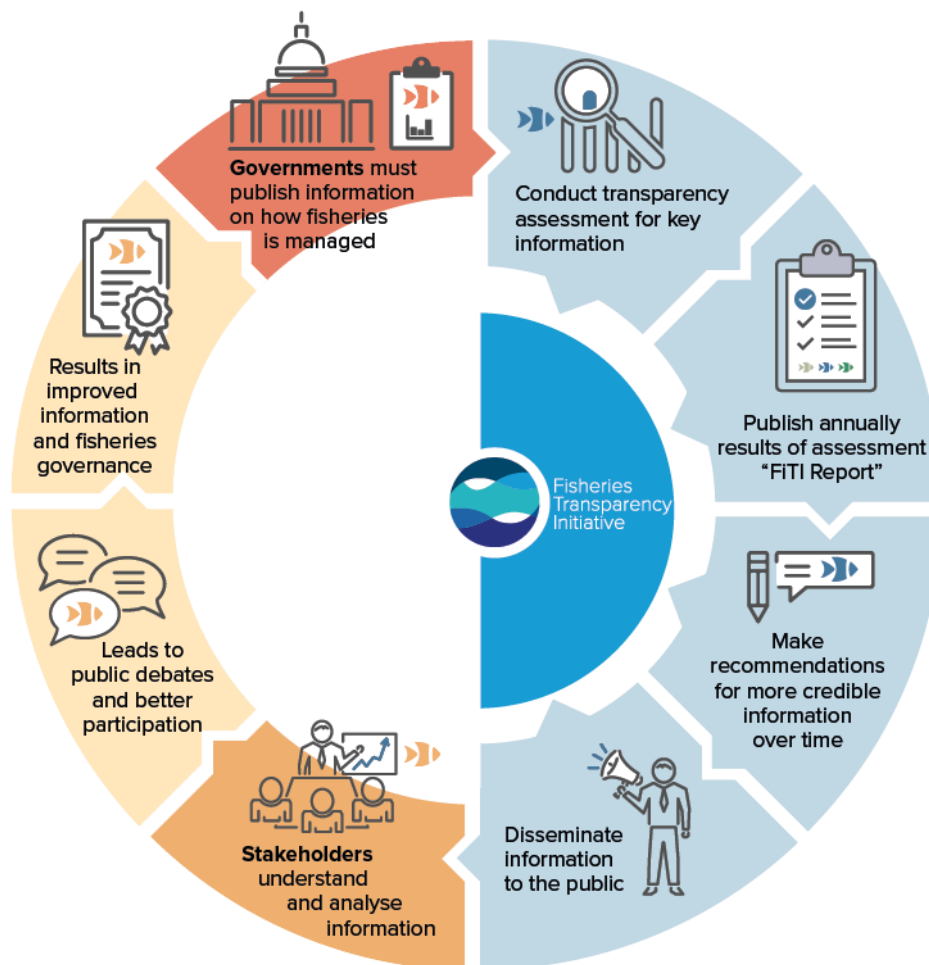 Governments must
publish information
on how fisheries
is managed
Conduct transparency
assessment for key
information
Publish annually
results of assessment
“FiTI Report”
Make
recommendations
for more credible
information
over time
Disseminate
information
to the public
Stakeholders
understand
and analyse
information
Leads to
public debates
and better
participation
Results in
improved
information
and fisheries
governance
Fisheries
Transparency
Initiative